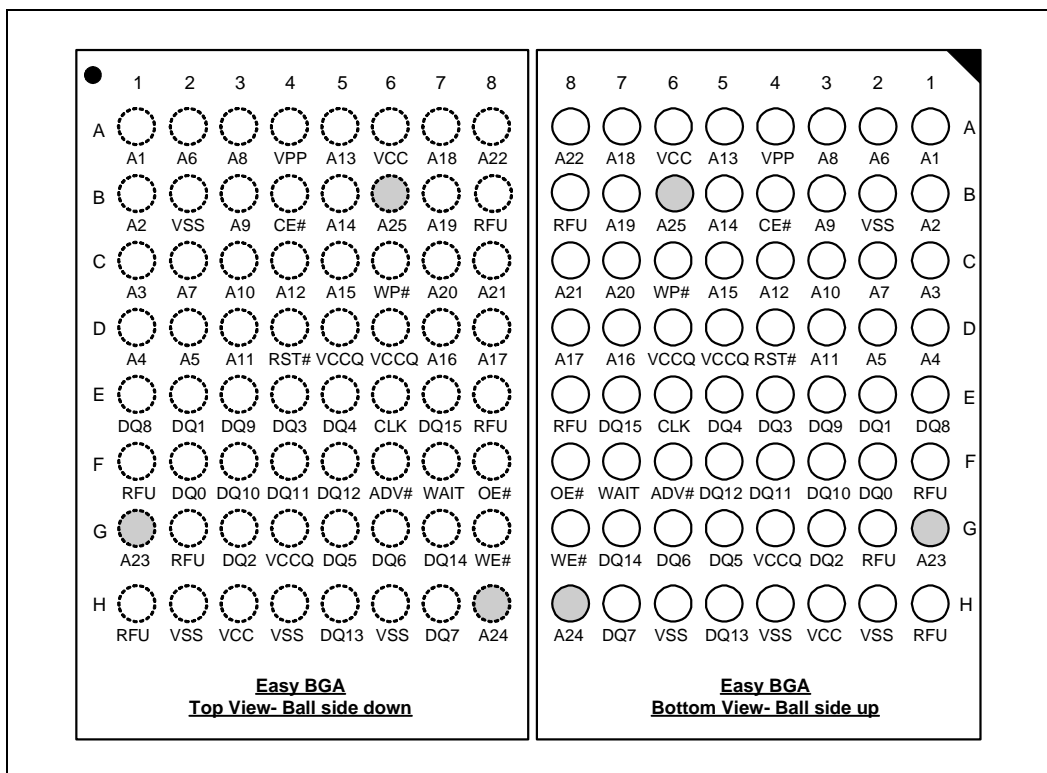 1 2 3 4 5 6 7 8
A
A1 A6 A8 VPP A13 VCC A18 A22
B
A2 VSS A9 CE# A14 A25 A19 RFU
C
A3 A7 A10 A12 A15 WP# A20 A21
D
A4 A5 A11 RST# VCCQ VCCQ A16 A17
E
DQ8 DQ1 DQ9 DQ3 DQ4 CLK DQ15 RFU
F
RFU DQ0 DQ10 DQ11 DQ12 ADV# WAIT OE#
G
A23 RFU DQ2 VCCQ DQ5 DQ6 DQ14 WE#
H
RFU VSS VCC VSS DQ13 VSS DQ7 A24
Easy BGA
Top View- Ball side down
8 7 6 5 4 3 2 1
A
A22 A18 VCC A13 VPP A8 A6 A1
B
RFU A19 A25 A14 CE# A9 VSS A2
C
A21 A20 WP# A15 A12 A10 A7 A3
D
A17 A16 VCCQ VCCQ RST# A11 A5 A4
E
RFU DQ15 CLK DQ4 DQ3 DQ9 DQ1 DQ8
F
OE# WAIT ADV# DQ12 DQ11 DQ10 DQ0 RFU
G
WE# DQ14 DQ6 DQ5 VCCQ DQ2 RFU A23
H
A24 DQ7 VSS DQ13 VSS VCC VSS RFU
Easy BGA
Bottom View- Ball side up